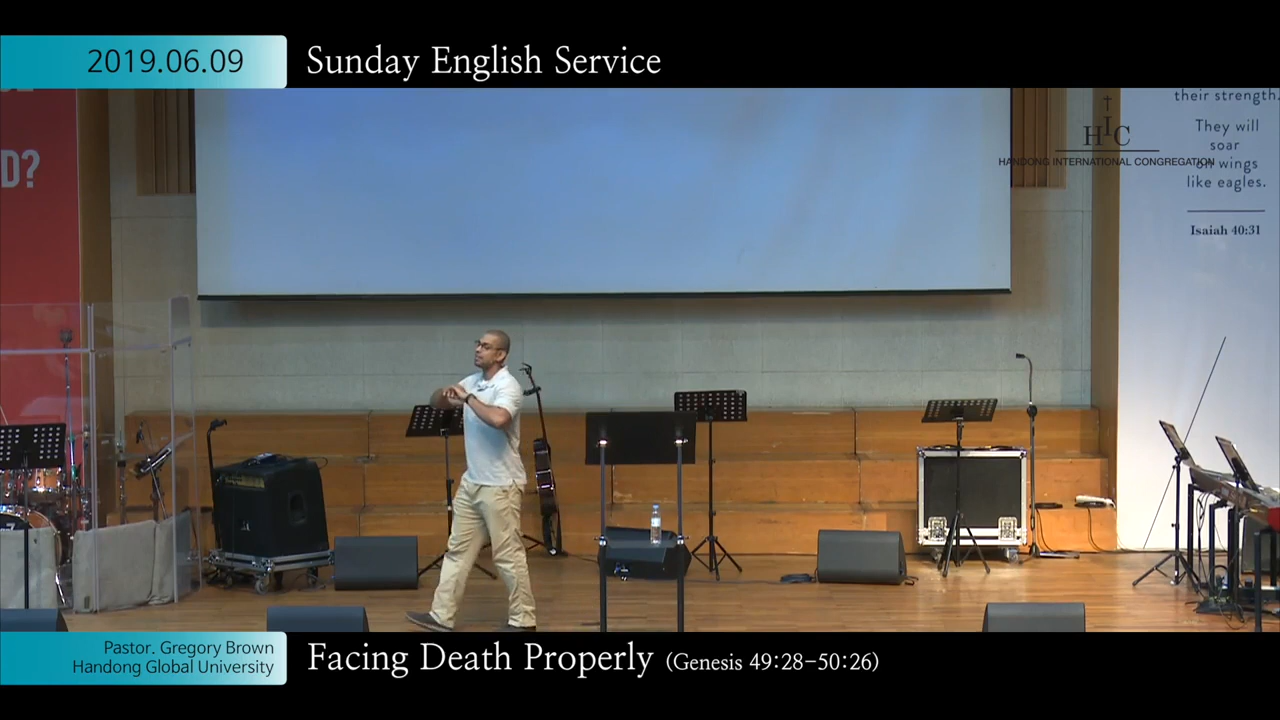 2019.06.09
Sunday English Service
D?
their strength.
They will
soar
on wings
like eagles.
Isaiah 40:31
HIC
HANDONG INTERNATIONAL CONGREGATION
Pastor. Gregory Brown
Handong Global University
Facing Death Properly (Genesis 49:28-50:26)